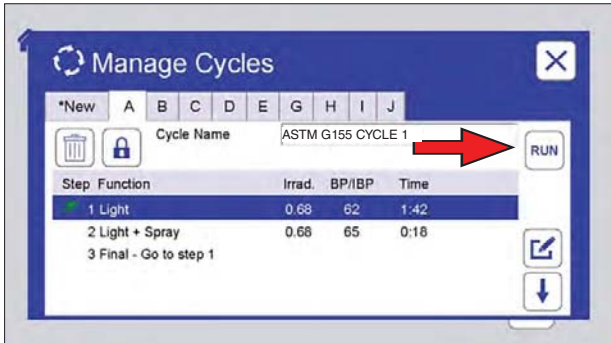 Manage Cycles
*New A B C D E G H I J
Cycle Name ASTM G155 CYCLE 1
RUN
Step Function Irrad. BP/IBP Time
1 Light 0.68 62 1:42
2 Light + Spray 0.68 65 0:18
3 Final - Go to step 1